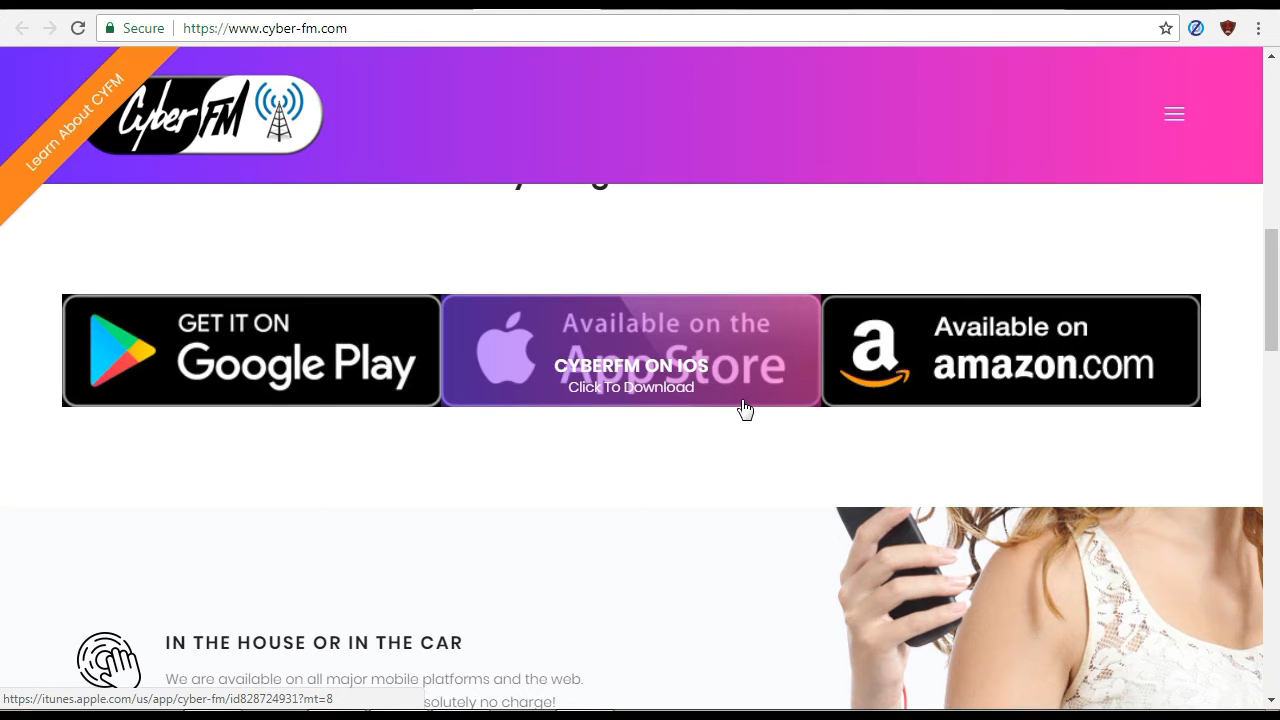 Secure
https://www.cyber-fm.com
Learn About CYFM
Cyber FM
GET IT ON
Google Play
Available on the
App Store
CYBERFM ON IOS
Click To Download
a
Available on
amazon.com
IN THE HOUSE OR IN THE CAR
We are available on all major mobile platforms and the web.
solutely no charge!
https://itunes.apple.com/us/app/cyber-fm/id828724931?mt=8